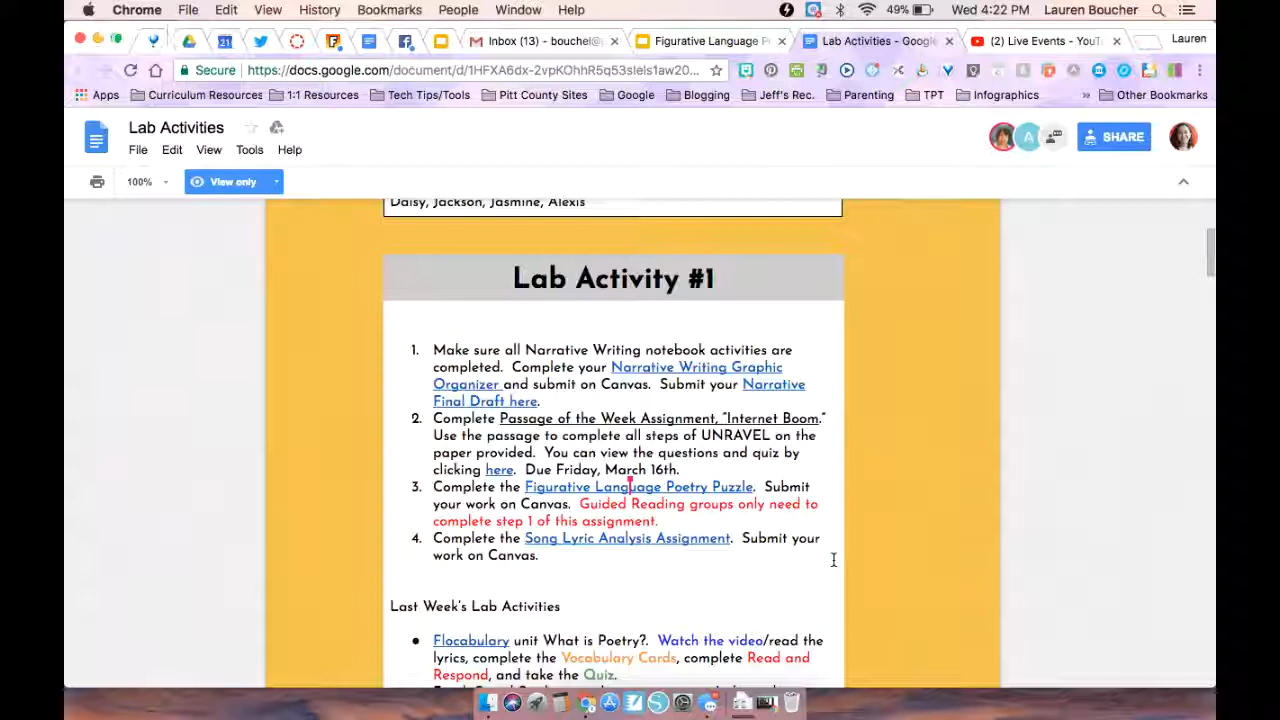 Chrome File Edit View History Bookmarks People Window Help 49% Wed 4:22 PM Lauren Boucher
Inbox (13) - bouchel@ Figurative Language P Lab Activities - Google (2) Live Events - YouT Lauren
Secure https://docs.google.com/document/d/1HFXA6dx-2vpKOhhR5q53slels1aw20...
Apps Curriculum Resources 1:1 Resources Tech Tips/Tools Pitt County Sites Google Blogging Jeff's Rec. Parenting TPT Infographics » Other Bookmarks
Lab Activities
File Edit View Tools Help
A SHARE
100% View only
Daisy, Jackson, Jasmine, Alexis
Lab Activity #1
1. Make sure all Narrative Writing notebook activities are
completed. Complete your Narrative Writing Graphic
Organizer and submit on Canvas. Submit your Narrative
Final Draft here.
2. Complete Passage of the Week Assignment, "Internet Boom."
Use the passage to complete all steps of UNRAVEL on the
paper provided. You can view the questions and quiz by
clicking here. Due Friday, March 16th.
3. Complete the Figurative Language Poetry Puzzle. Submit
your work on Canvas. Guided Reading groups only need to
complete step 1 of this assignment.
4. Complete the Song Lyric Analysis Assignment. Submit your
work on Canvas.
Last Week's Lab Activities
● Flocabulary unit What is Poetry?. Watch the video/read the
lyrics, complete the Vocabulary Cards, complete Read and
Respond, and take the Quiz.